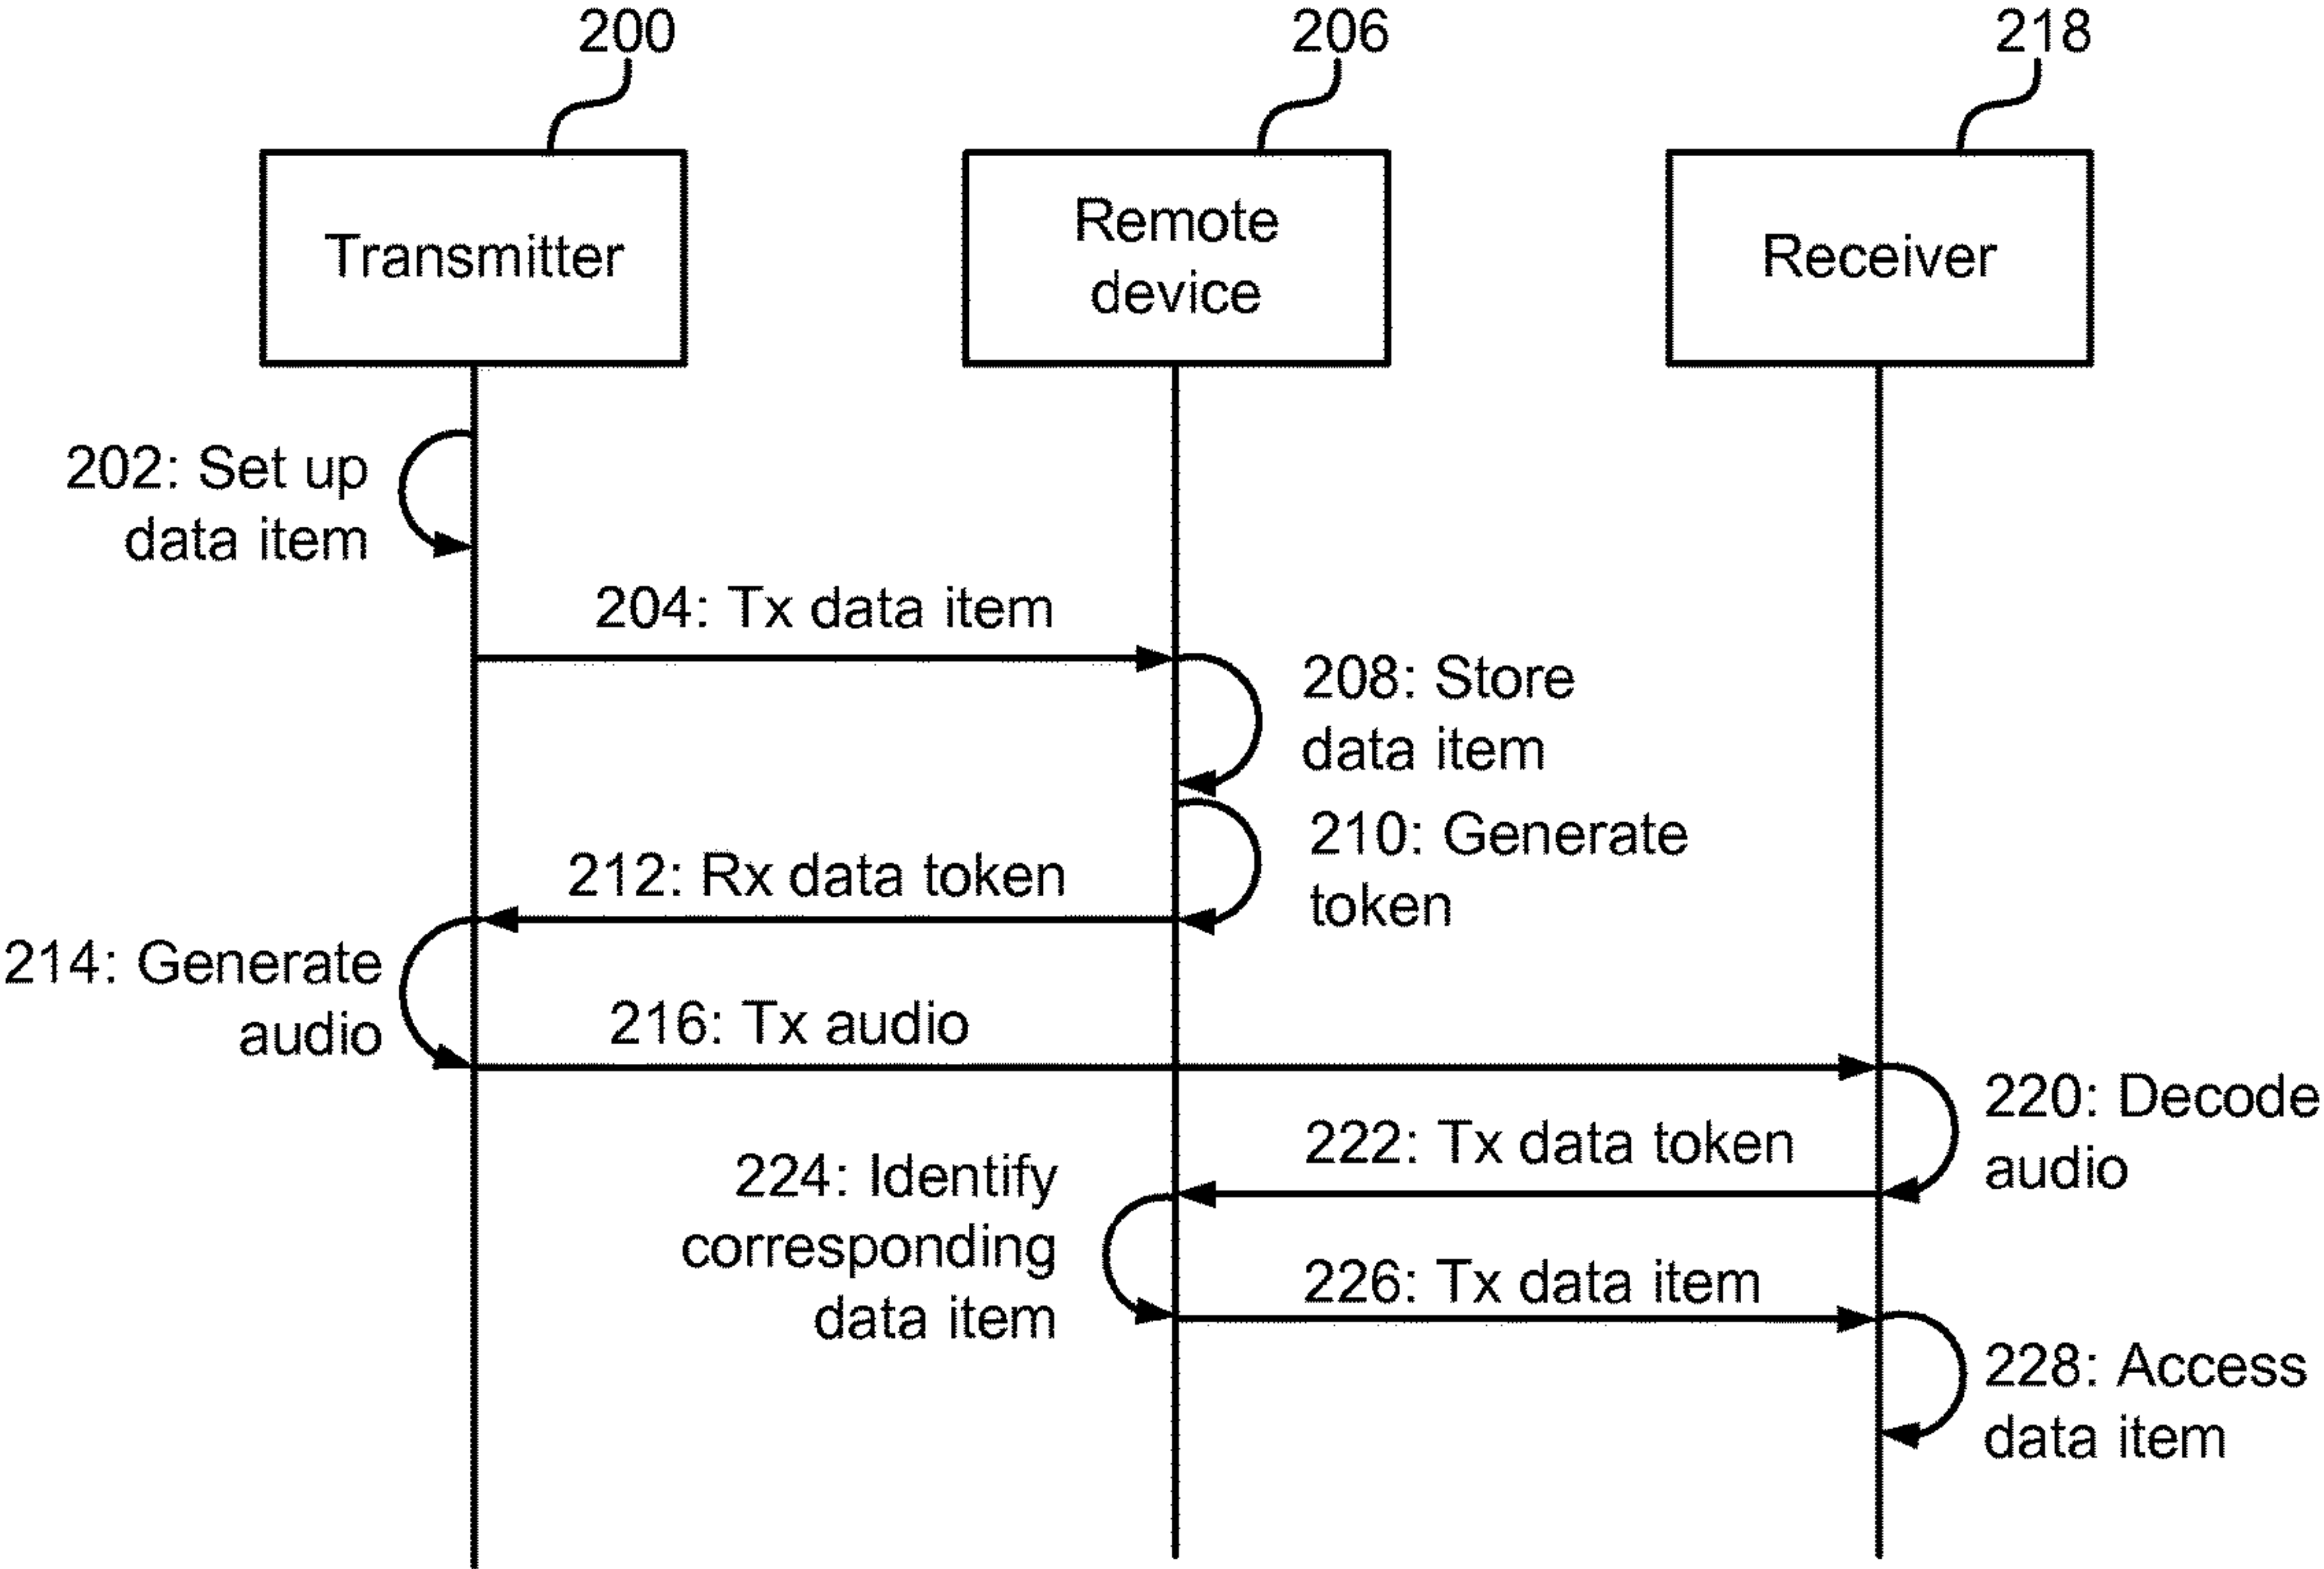 200
206
218
Transmitter
Remote
device
Receiver
202: Set up
data item
204: Tx data item
208: Store
data item
210: Generate
token
212: Rx data token
214: Generate
audio
216: Tx audio
220: Decode
audio
222: Tx data token
224: Identify
corresponding
data item
226: Tx data item
228: Access
data item